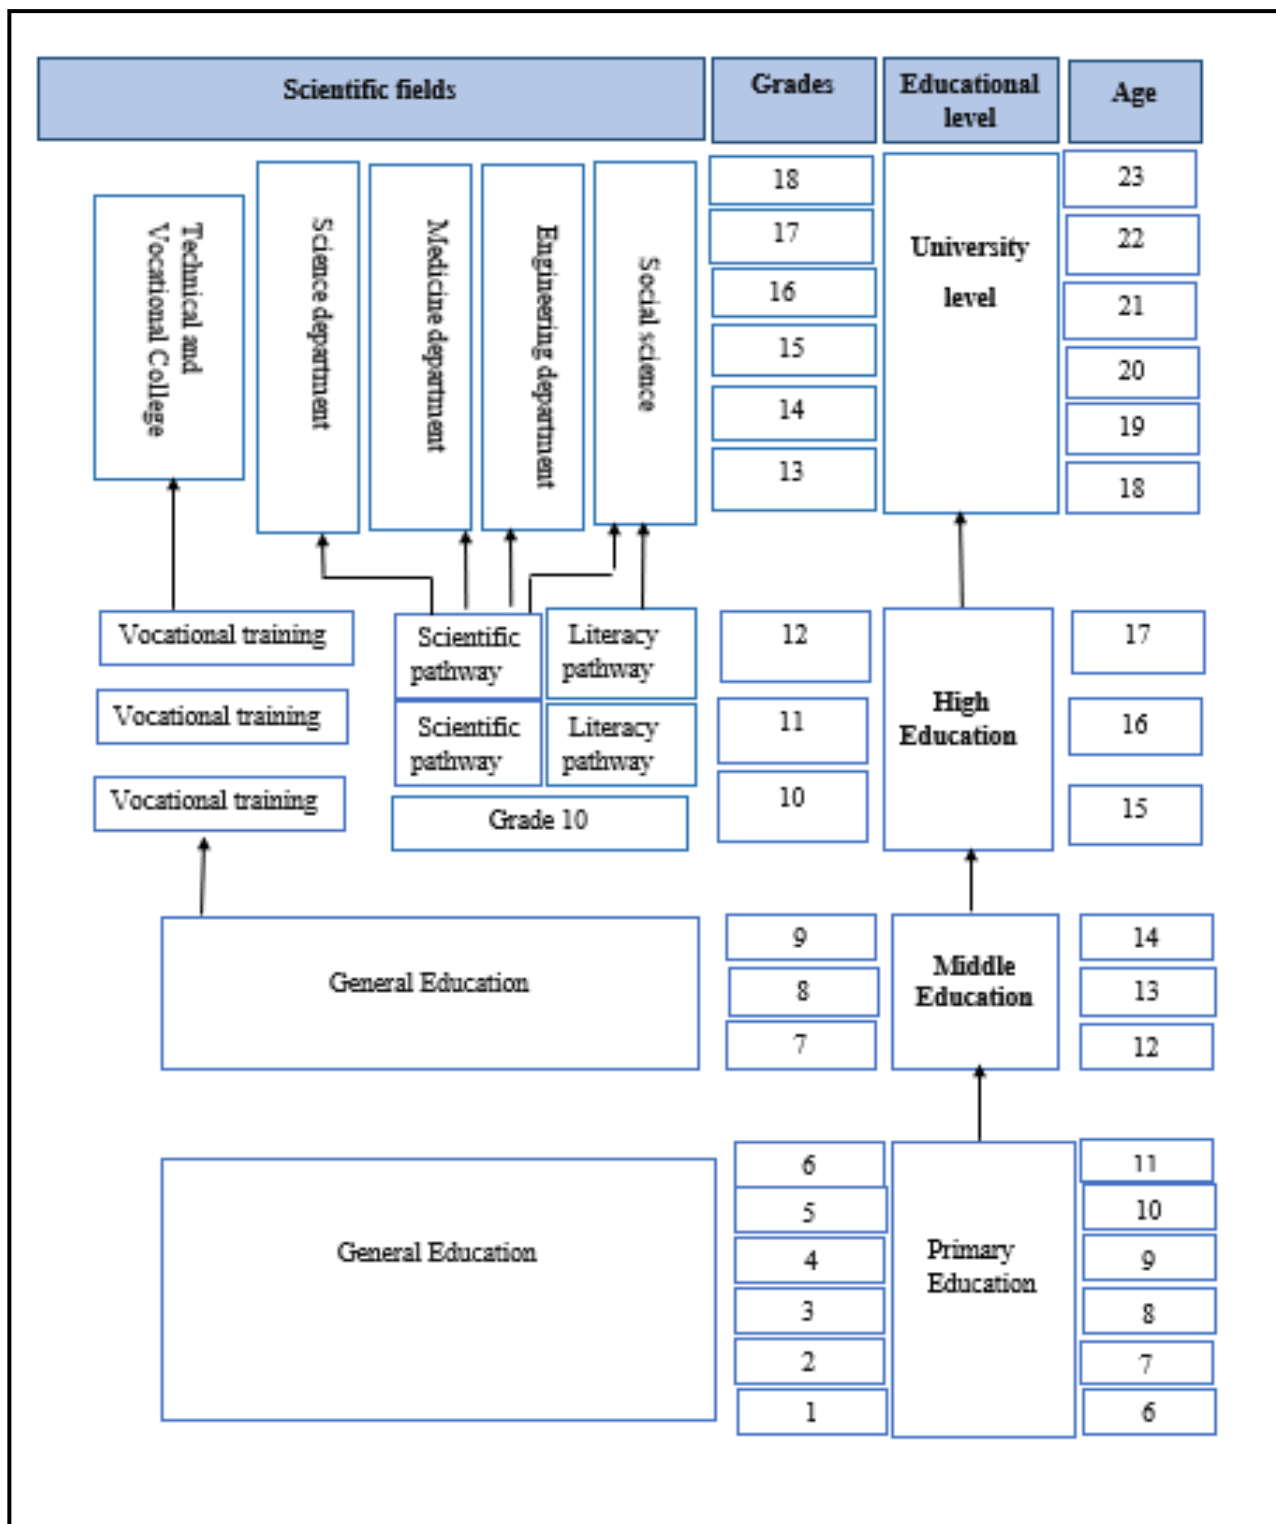 Scientific fields
Grades
Educational
level
Age
Technical and
Vocational College
Science department
Medicine department
Engineering department
Social science
18
17
16
15
14
13
University
level
23
22
21
20
19
18
Vocational training
Vocational training
Vocational training
Scientific
pathway
Literacy
pathway
Scientific
pathway
Literacy
pathway
Grade 10
12
11
10
High
Education
17
16
15
General Education
9
8
7
Middle
Education
14
13
12
General Education
6
5
4
3
2
1
Primary
Education
11
10
9
8
7
6